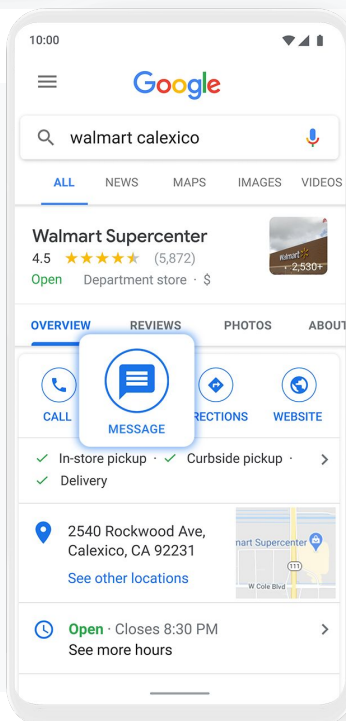 10:00
Google
walmart calexico
ALL NEWS MAPS IMAGES VIDEOS
Walmart Supercenter
4.5 (5,872)
Open Department store · $
Walmart
2,530+
OVERVIEW REVIEWS PHOTOS ABOUT
CALL MESSAGE RECTIONS WEBSITE
In-store pickup · Curbside pickup ·
Delivery
2540 Rockwood Ave,
Calexico, CA 92231
See other locations
mart Supercenter
111
W Cole Blvd
Open · Closes 8:30 PM
See more hours